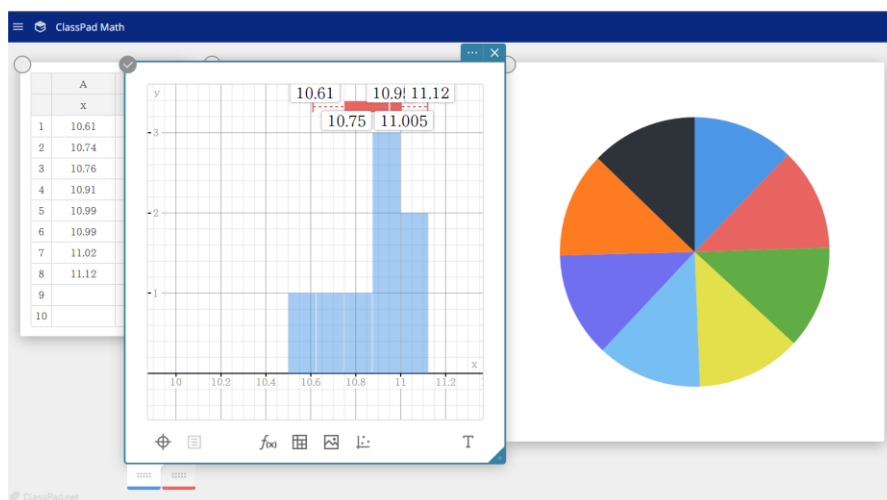 ClassPad Math
A
x
1 10.61
2 10.74
3 10.76
4 10.91
5 10.99
6 10.99
7 11.02
8 11.12
9
10
y
10.61 10.9 11.12
10.75 11.005
3
2
1
x
10 10.2 10.4 10.6 10.8 11 11.2
f(x)
T
ClassPad.net